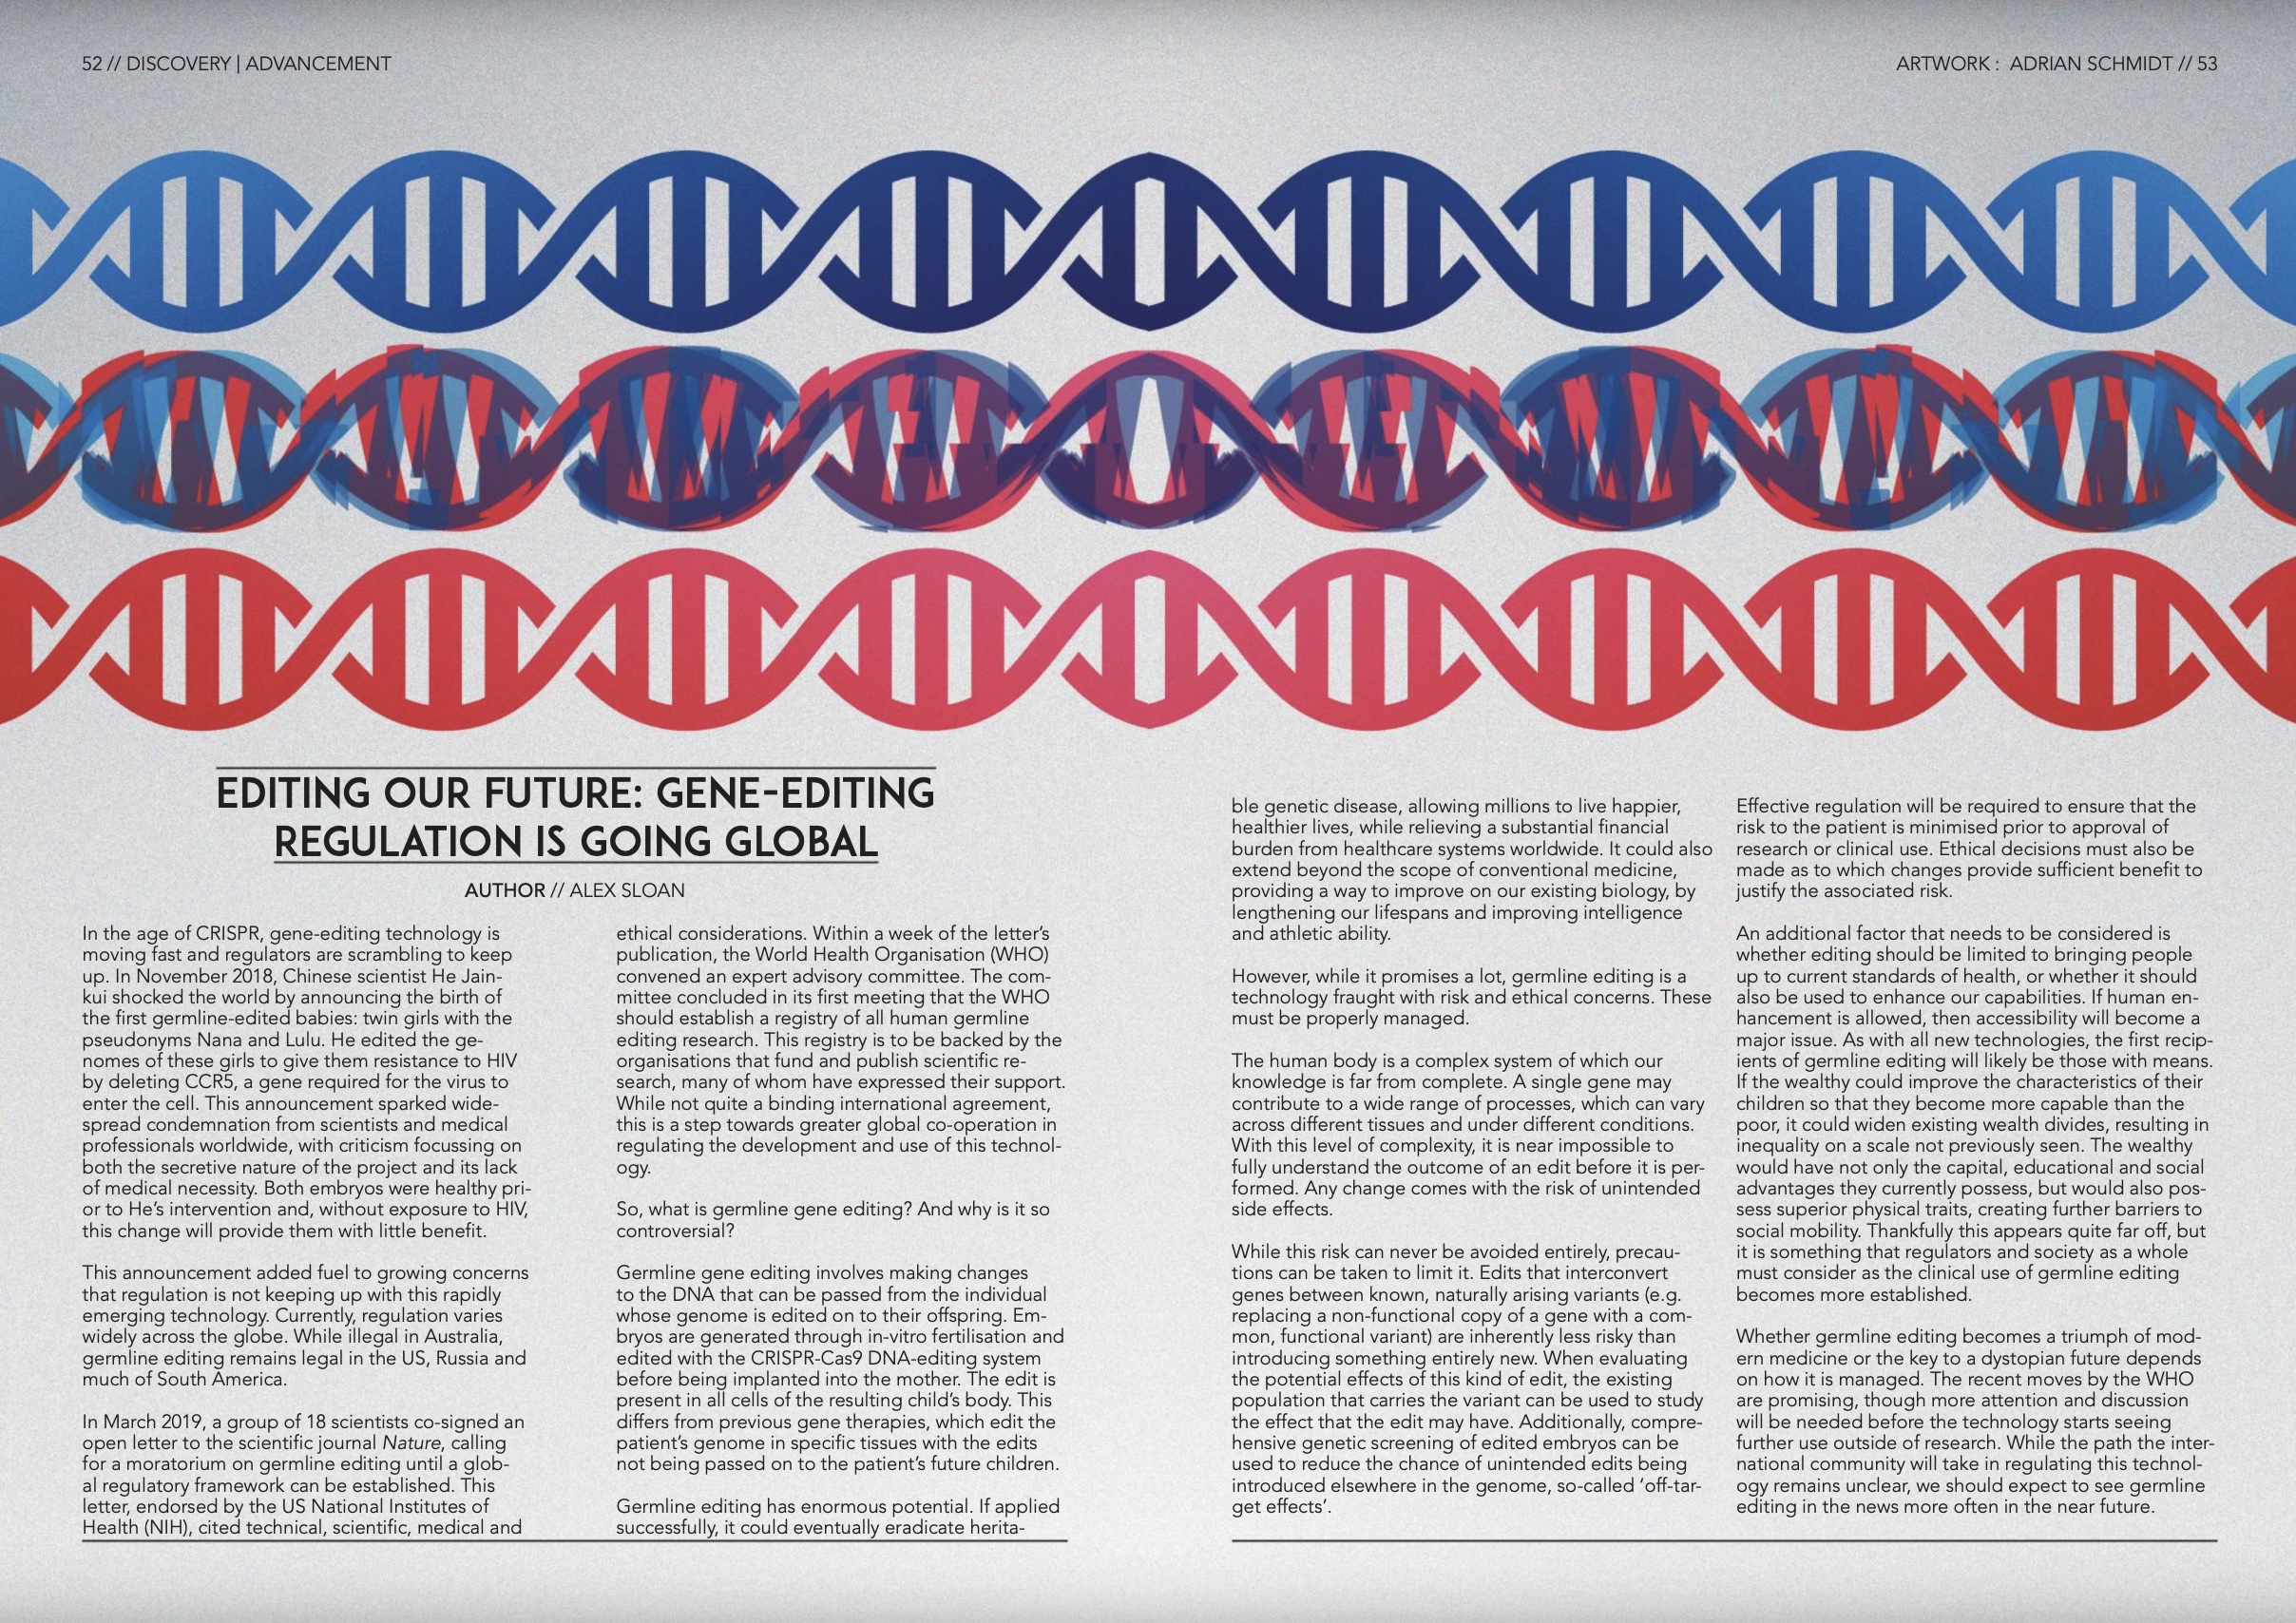 52 // DISCOVERY | ADVANCEMENT
ARTWORK : ADRIAN SCHMIDT // 53
EDITING OUR FUTURE: GENE-EDITING
REGULATION IS GOING GLOBAL
AUTHOR // ALEX SLOAN
In the age of CRISPR, gene-editing technology is
moving fast and regulators are scrambling to keep
up. In November 2018, Chinese scientist He Jain-
kui shocked the world by announcing the birth of
the first germline-edited babies: twin girls with the
pseudonyms Nana and Lulu. He edited the ge-
nomes of these girls to give them resistance to HIV
by deleting CCR5, a gene required for the virus to
enter the cell. This announcement sparked wide-
spread condemnation from scientists and medical
professionals worldwide, with criticism focussing on
both the secretive nature of the project and its lack
of medical necessity. Both embryos were healthy pri-
or to He's intervention and, without exposure to HIV,
this change will provide them with little benefit.
This announcement added fuel to growing concerns
that regulation is not keeping up with this rapidly
emerging technology. Currently, regulation varies
widely across the globe. While illegal in Australia,
germline editing remains legal in the US, Russia and
much of South America.
In March 2019, a group of 18 scientists co-signed an
open letter to the scientific journal Nature, calling
for a moratorium on germline editing until a glob-
al regulatory framework can be established. This
letter, endorsed by the US National Institutes of
Health (NIH), cited technical, scientific, medical and
ethical considerations. Within a week of the letter's
publication, the World Health Organisation (WHO)
convened an expert advisory committee. The com-
mittee concluded in its first meeting that the WHO
should establish a registry of all human germline
editing research. This registry is to be backed by the
organisations that fund and publish scientific re-
search, many of whom have expressed their support.
While not quite a binding international agreement,
this is a step towards greater global co-operation in
regulating the development and use of this technol-
ogy.
So, what is germline gene editing? And why is it so
controversial?
Germline gene editing involves making changes
to the DNA that can be passed from the individual
whose genome is edited on to their offspring. Em-
bryos are generated through in-vitro fertilisation and
edited with the CRISPR-Cas9 DNA-editing system
before being implanted into the mother. The edit is
present in all cells of the resulting child's body. This
differs from previous gene therapies, which edit the
patient's genome in specific tissues with the edits
not being passed on to the patient's future children.
Germline editing has enormous potential. If applied
successfully, it could eventually eradicate herita-
ble genetic disease, allowing millions to live happier,
healthier lives, while relieving a substantial financial
burden from healthcare systems worldwide. It could also
extend beyond the scope of conventional medicine,
providing a way to improve on our existing biology, by
lengthening our lifespans and improving intelligence
and athletic ability.
However, while it promises a lot, germline editing is a
technology fraught with risk and ethical concerns. These
must be properly managed.
The human body is a complex system of which our
knowledge is far from complete. A single gene may
contribute to a wide range of processes, which can vary
across different tissues and under different conditions.
With this level of complexity, it is near impossible to
fully understand the outcome of an edit before it is per-
formed. Any change comes with the risk of unintended
side effects.
While this risk can never be avoided entirely, precau-
tions can be taken to limit it. Edits that interconvert
genes between known, naturally arising variants (e.g.
replacing a non-functional copy of a gene with a com-
mon, functional variant) are inherently less risky than
introducing something entirely new. When evaluating
the potential effects of this kind of edit, the existing
population that carries the variant can be used to study
the effect that the edit may have. Additionally, compre-
hensive genetic screening of edited embryos can be
used to reduce the chance of unintended edits being
introduced elsewhere in the genome, so-called 'off-tar-
get effects'.
Effective regulation will be required to ensure that the
risk to the patient is minimised prior to approval of
research or clinical use. Ethical decisions must also be
made as to which changes provide sufficient benefit to
justify the associated risk.
An additional factor that needs to be considered is
whether editing should be limited to bringing people
up to current standards of health, or whether it should
also be used to enhance our capabilities. If human en-
hancement is allowed, then accessibility will become a
major issue. As with all new technologies, the first recip-
ients of germline editing will likely be those with means.
If the wealthy could improve the characteristics of their
children so that they become more capable than the
poor, it could widen existing wealth divides, resulting in
inequality on a scale not previously seen. The wealthy
would have not only the capital, educational and social
advantages they currently possess, but would also pos-
sess superior physical traits, creating further barriers to
social mobility. Thankfully this appears quite far off, but
it is something that regulators and society as a whole
must consider as the clinical use of germline editing
becomes more established.
Whether germline editing becomes a triumph of mod-
ern medicine or the key to a dystopian future depends
on how it is managed. The recent moves by the WHO
are promising, though more attention and discussion
will be needed before the technology starts seeing
further use outside of research. While the path the inter-
national community will take in regulating this technol-
ogy remains unclear, we should expect to see germline
editing in the news more often in the near future.